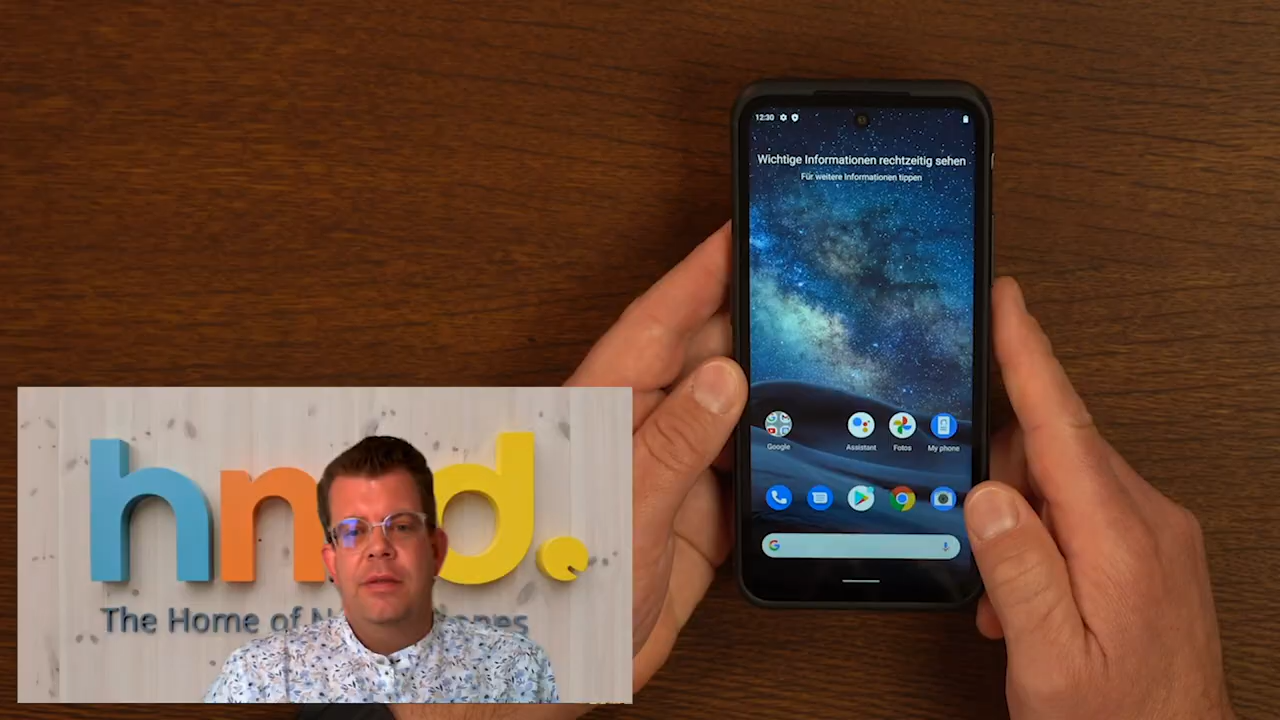 12:30
Wichtige Informationen rechtzeitig sehen
Für weitere Informationen tippen
Google
Assistant
Fotos
My phone
G
hmd.
The Home of